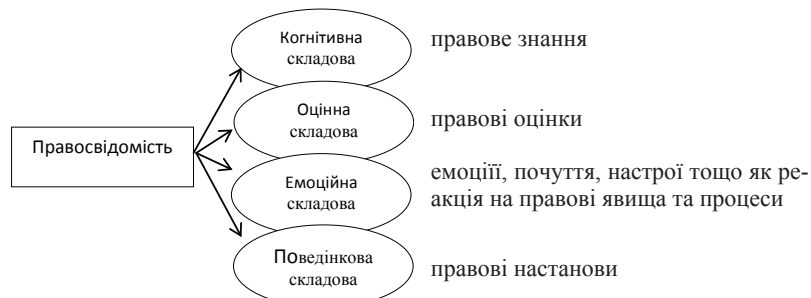 Когнітивна
складова
правове знання
Оцінна
складова
правові оцінки
Правосвідомість
Емоційна
складова
емоціїї, почуття, настрої тощо як ре-
акція на правові явища та процеси
Поведінкова
складова
правові настанови